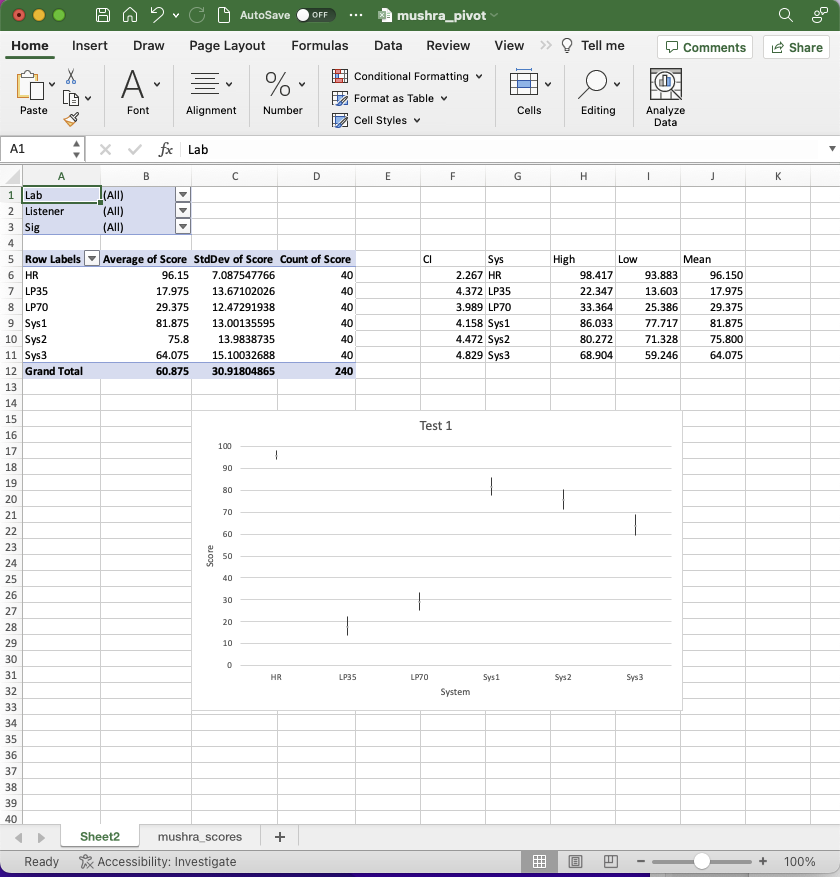 AutoSave OFF ... mushra_pivot
Home Insert Draw Page Layout Formulas Data Review View >> Tell me Comments Share
Paste Font Alignment Number Conditional Formatting Format as Table Cell Styles Cells Editing Analyze Data
A1 fx Lab
A B C D E F G H I J K
1 Lab (All)
2 Listener (All)
3 Sig (All)
4
5 Row Labels Average of Score StdDev of Score Count of Score CI Sys High Low Mean
6 HR 96.15 7.087547766 40 2.267 HR 98.417 93.883 96.150
7 LP35 17.975 13.67102026 40 4.372 LP35 22.347 13.603 17.975
8 LP70 29.375 12.47291938 40 3.989 LP70 33.364 25.386 29.375
9 Sys1 81.875 13.00135595 40 4.158 Sys1 86.033 77.717 81.875
10 Sys2 75.8 13.9838735 40 4.472 Sys2 80.272 71.328 75.800
11 Sys3 64.075 15.10032688 40 4.829 Sys3 68.904 59.246 64.075
12 Grand Total 60.875 30.91804865 240
13
14
15
16
17
18
19
20
21
22
23
24
25
26
27
28
29
30
31
32
33
34
35
36
37
38
39
40
Test 1
100
90
80
70
60
50
40
30
20
10
0
Score
HR LP35 LP70 Sys1 Sys2 Sys3
System
Sheet2 mushra_scores +
Ready Accessibility: Investigate - + 100%